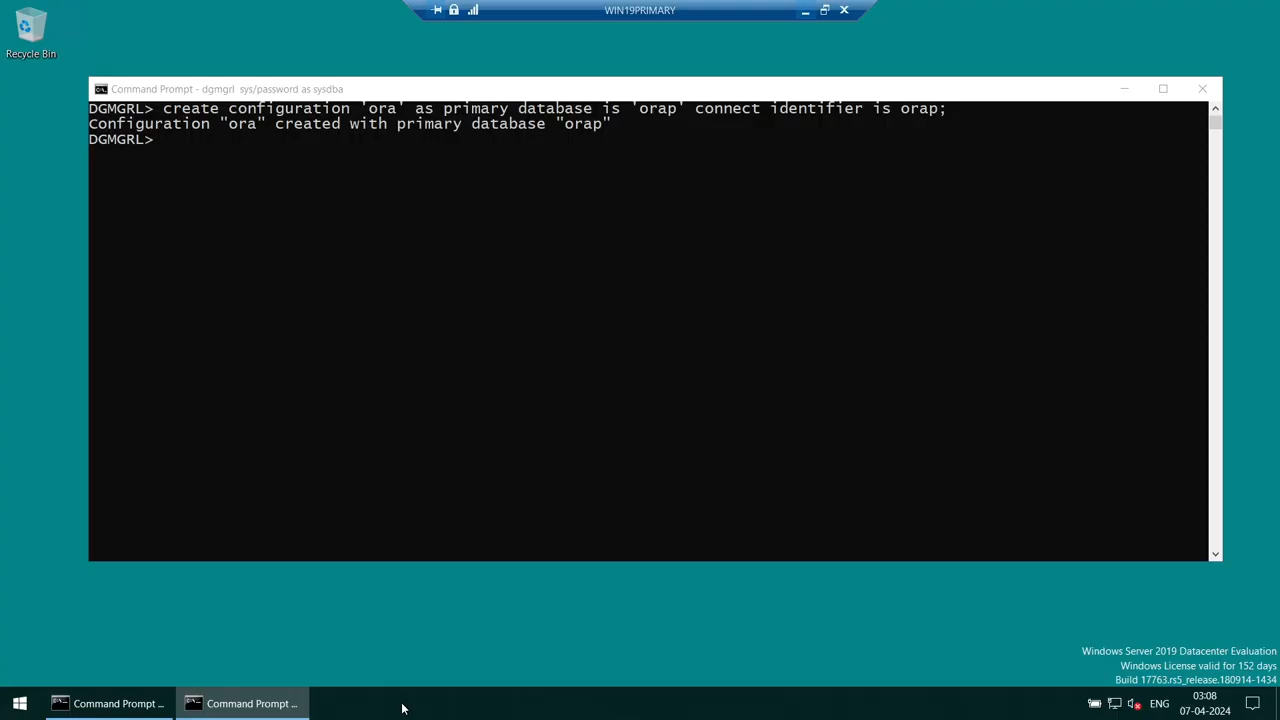 WIN19PRIMARY
Recycle Bin
Command Prompt - dgmgrl  sys/password as sysdba
DGMGRL> create configuration 'ora' as primary database is 'orap' connect identifier is orap;
Configuration "ora" created with primary database "orap"
DGMGRL>
Windows Server 2019 Datacenter Evaluation
Windows License valid for 152 days
Build 17763.rs5_release.180914-1434
Command Prompt ...
Command Prompt ...
ENG
03:08
07-04-2024